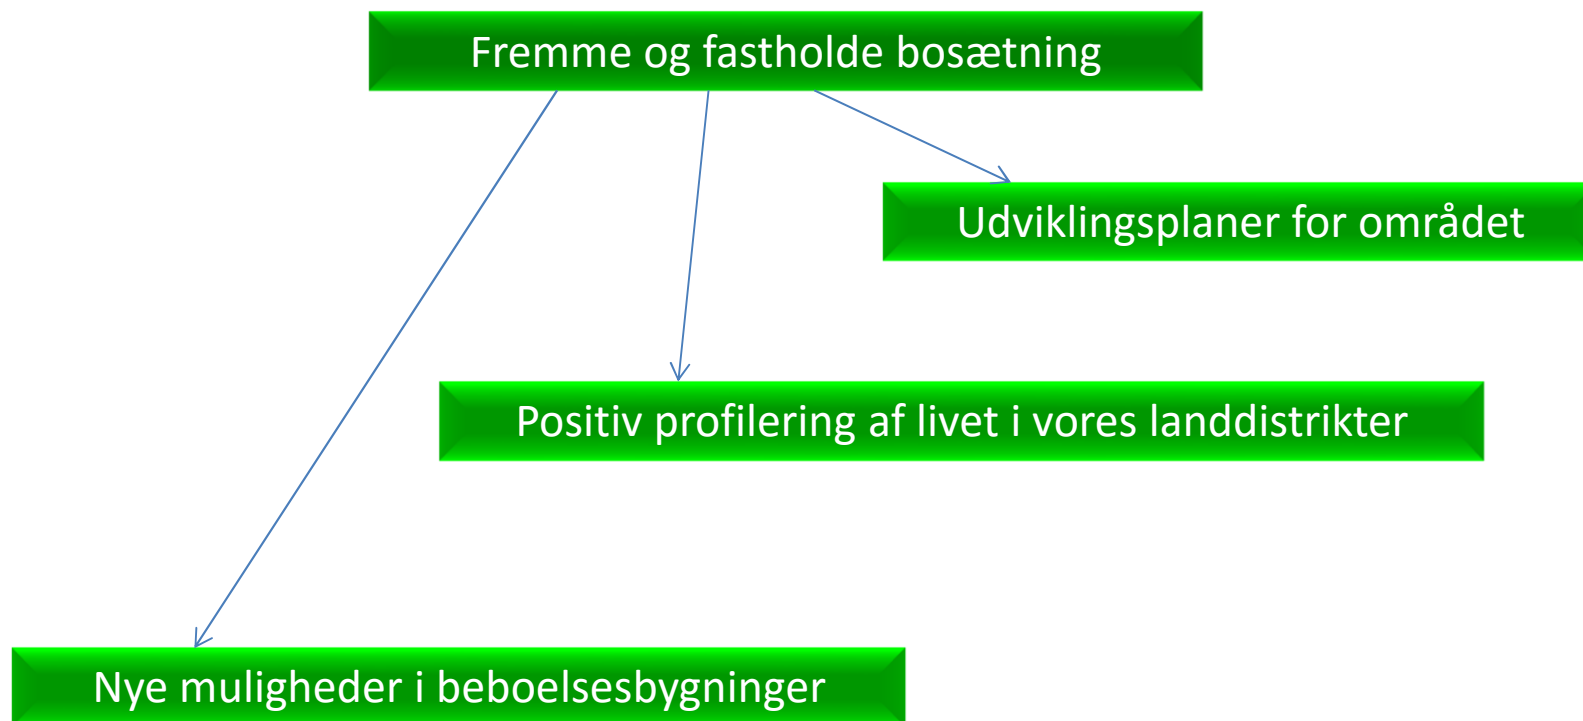 Fremme og fastholde bosætning
Udviklingsplaner for området
Positiv profilering af livet i vores landdistrikter
Nye muligheder i beboelsesbygninger